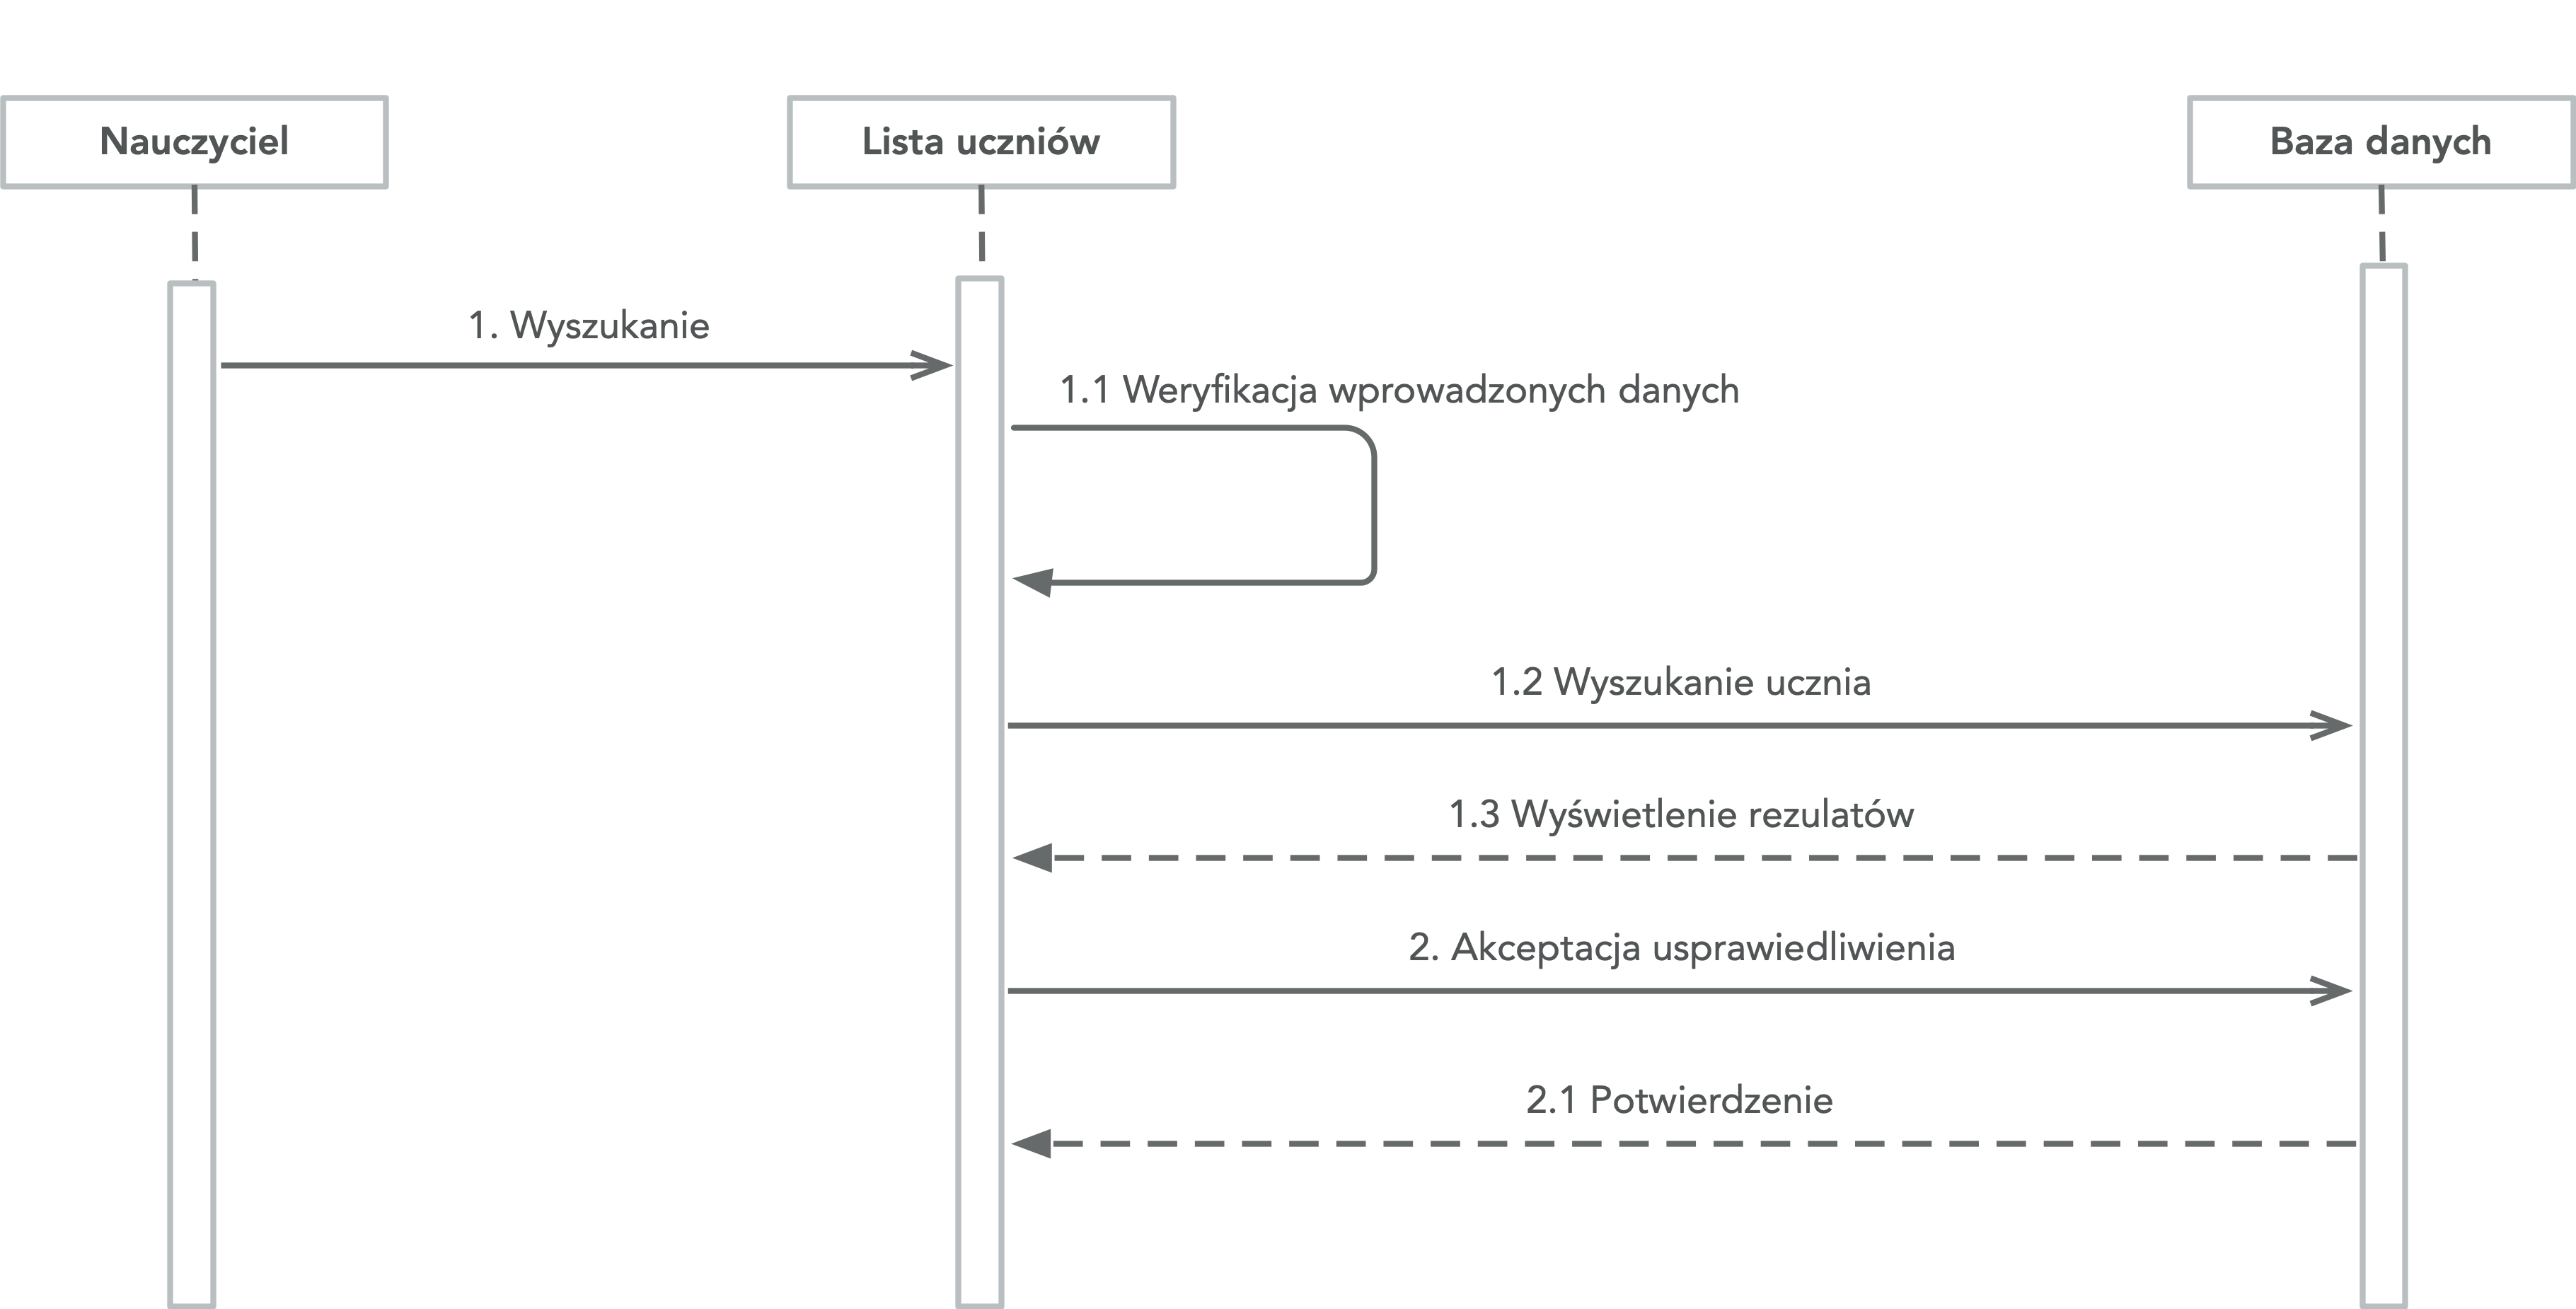 Nauczyciel
Lista uczniów
Baza danych
1. Wyszukanie
1.1 Weryfikacja wprowadzonych danych
1.2 Wyszukanie ucznia
1.3 Wyświetlenie rezulatów
2. Akceptacja usprawiedliwienia
2.1 Potwierdzenie